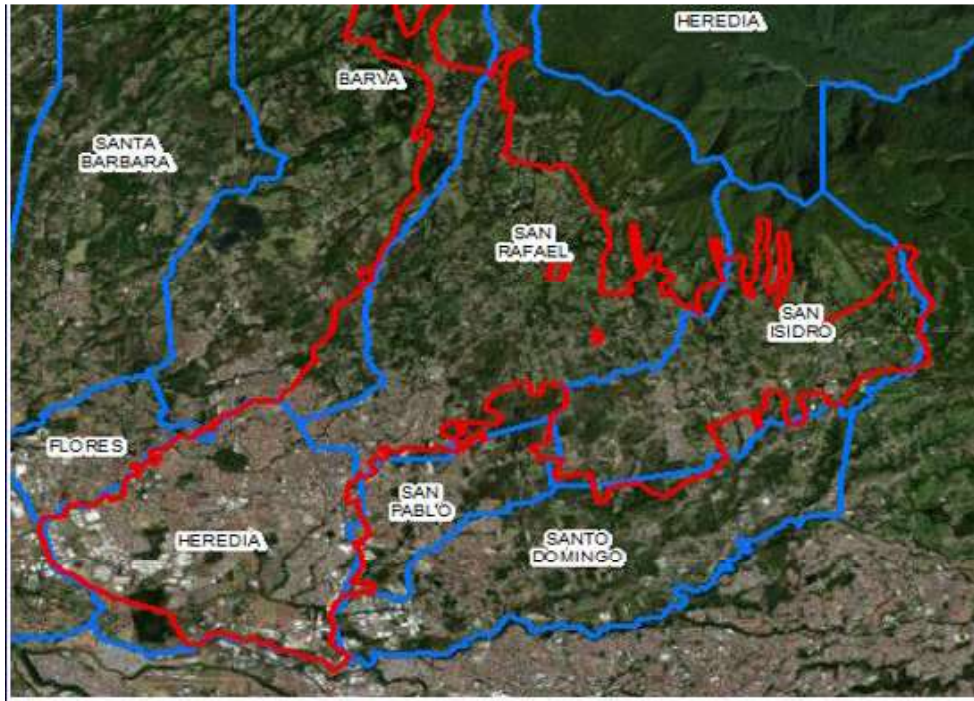 HEREDIA
BARVA
SANTA
BARBARA
SAN
RAFAEL
SAN
ISIDRO
FLORES
SAN
PABLO
HEREDIA
SANTO
DOMINGO